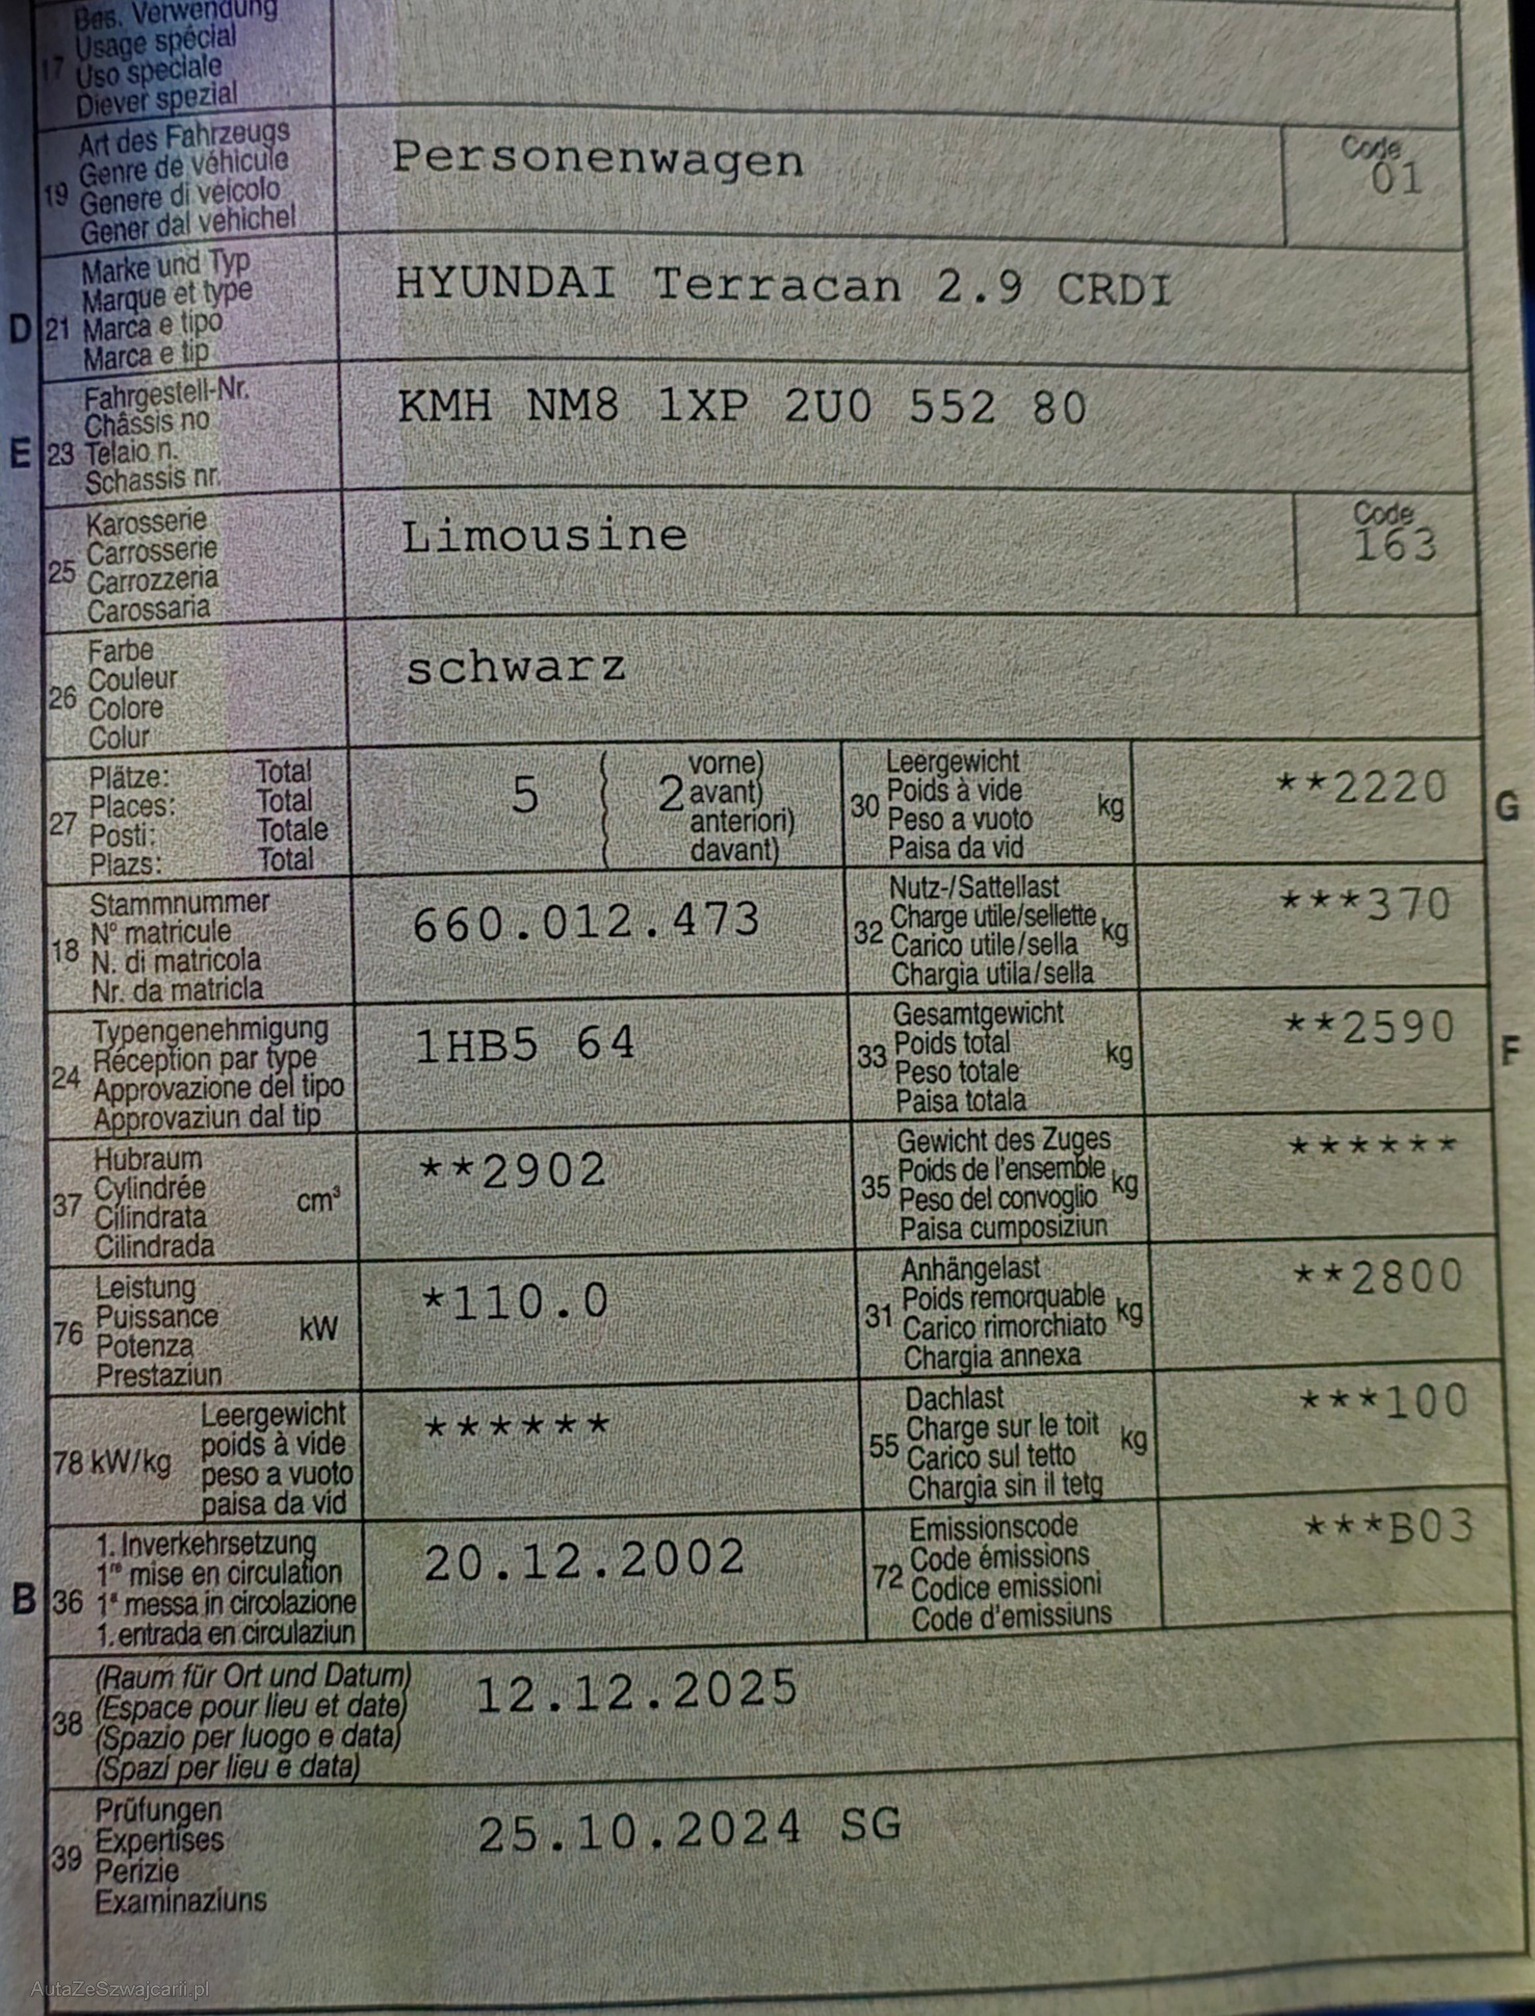 Bes. Verwendung
Usage spécial
17 Uso speciale
Diever spezial
Art des Fahrzeugs
Genre de véhicule
19 Genere di veicolo
Gener dal vehichel
Personenwagen
Code
01
Marke und Typ
Marque et type
D 21 Marca e tipo
Marca e tip
HYUNDAI Terracan 2.9 CRDI
Fahrgestell-Nr.
Châssis no
E 23 Telaio n.
Schassis nr.
KMH NM8 1XP 2U0 552 80
Karosserie
Carrosserie
25 Carrozzeria
Carossaria
Limousine
Code
163
Farbe
Couleur
26 Colore
Colur
schwarz
Plätze: Total
Places: Total
27 Posti: Totale
Plazs: Total
5 ( 2 vorne)
avant)
anteriori)
davant)
Leergewicht
30 Poids à vide kg
Peso a vuoto
Paisa da vid
**2220
G
Stammnummer
N° matricule
18 N. di matricola
Nr. da matricla
660.012.473
Nutz-/Sattellast
32 Charge utile/sellette kg
Carico utile/sella
Chargia utila/sella
***370
Typengenehmigung
Réception par type
24 Approvazione del tipo
Approvaziun dal tip
1HB5 64
Gesamtgewicht
33 Poids total kg
Peso totale
Paisa totala
**2590
F
Hubraum
Cylindrée
37 Cilindrata cm³
Cilindrada
**2902
Gewicht des Zuges
35 Poids de l'ensemble kg
Peso del convoglio
Paisa cumposiziun
******
Leistung
Puissance
76 Potenza kW
Prestaziun
*110.0
Anhängelast
31 Poids remorquable kg
Carico rimorchiato
Chargia annexa
**2800
Leergewicht
78 kW/kg poids à vide
peso a vuoto
paisa da vid
******
Dachlast
55 Charge sur le toit kg
Carico sul tetto
Chargia sin il tetg
***100
1. Inverkehrsetzung
1re mise en circulation
B 36 1a messa in circolazione
1. entrada en circulaziun
20.12.2002
Emissionscode
72 Code émissions
Codice emissioni
Code d'emissiuns
***B03
(Raum für Ort und Datum)
38 (Espace pour lieu et date)
(Spazio per luogo e data)
(Spazi per lieu e data)
12.12.2025
Prüfungen
Expertises
39 Perizie
Examinaziuns
25.10.2024 SG
AutaZeSzwajcarii.pl